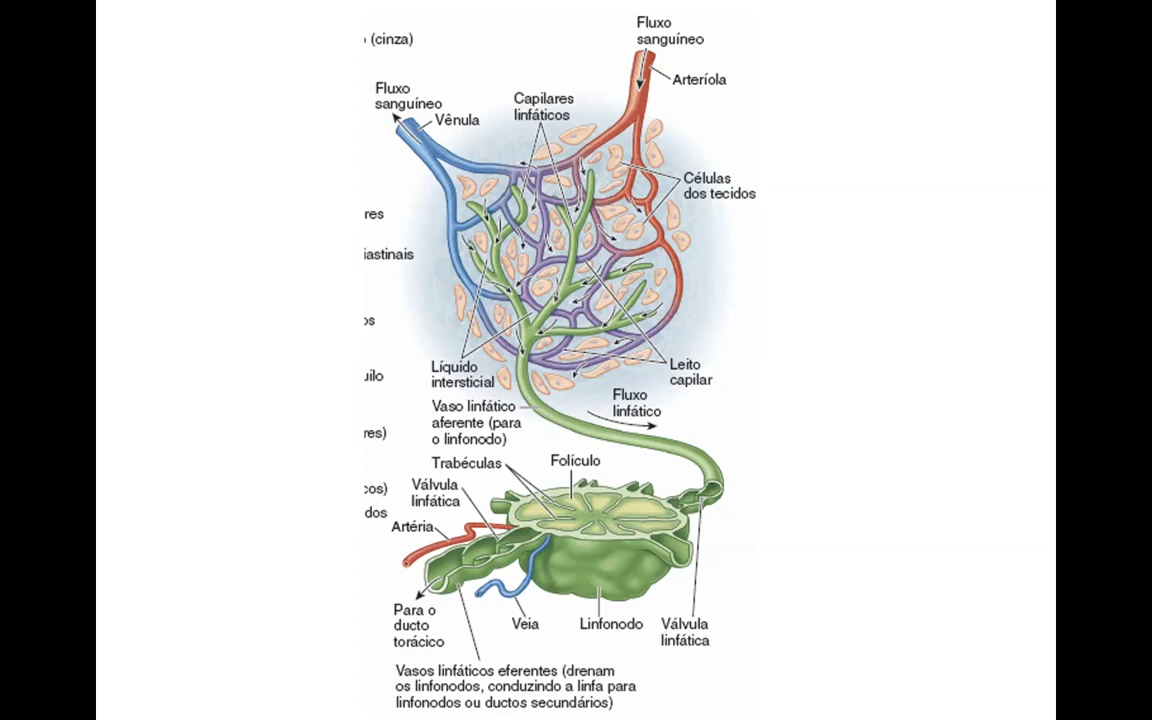 (cinza)
Fluxo
sanguíneo
Arteríola
Fluxo
sanguíneo
Vênula
Capilares
linfáticos
Células
dos tecidos
res
iastinais
os
uilo
res)
cos)
dos
Líquido
intersticial
Leito
capilar
Fluxo
linfático
Vaso linfático
aferente (para
o linfonodo)
Trabéculas
Folículo
Válvula
linfática
Artéria
Para o
ducto
torácico
Veia
Linfonodo
Válvula
linfática
Vasos linfáticos eferentes (drenam
os linfonodos, conduzindo a linfa para
linfonodos ou ductos secundários)